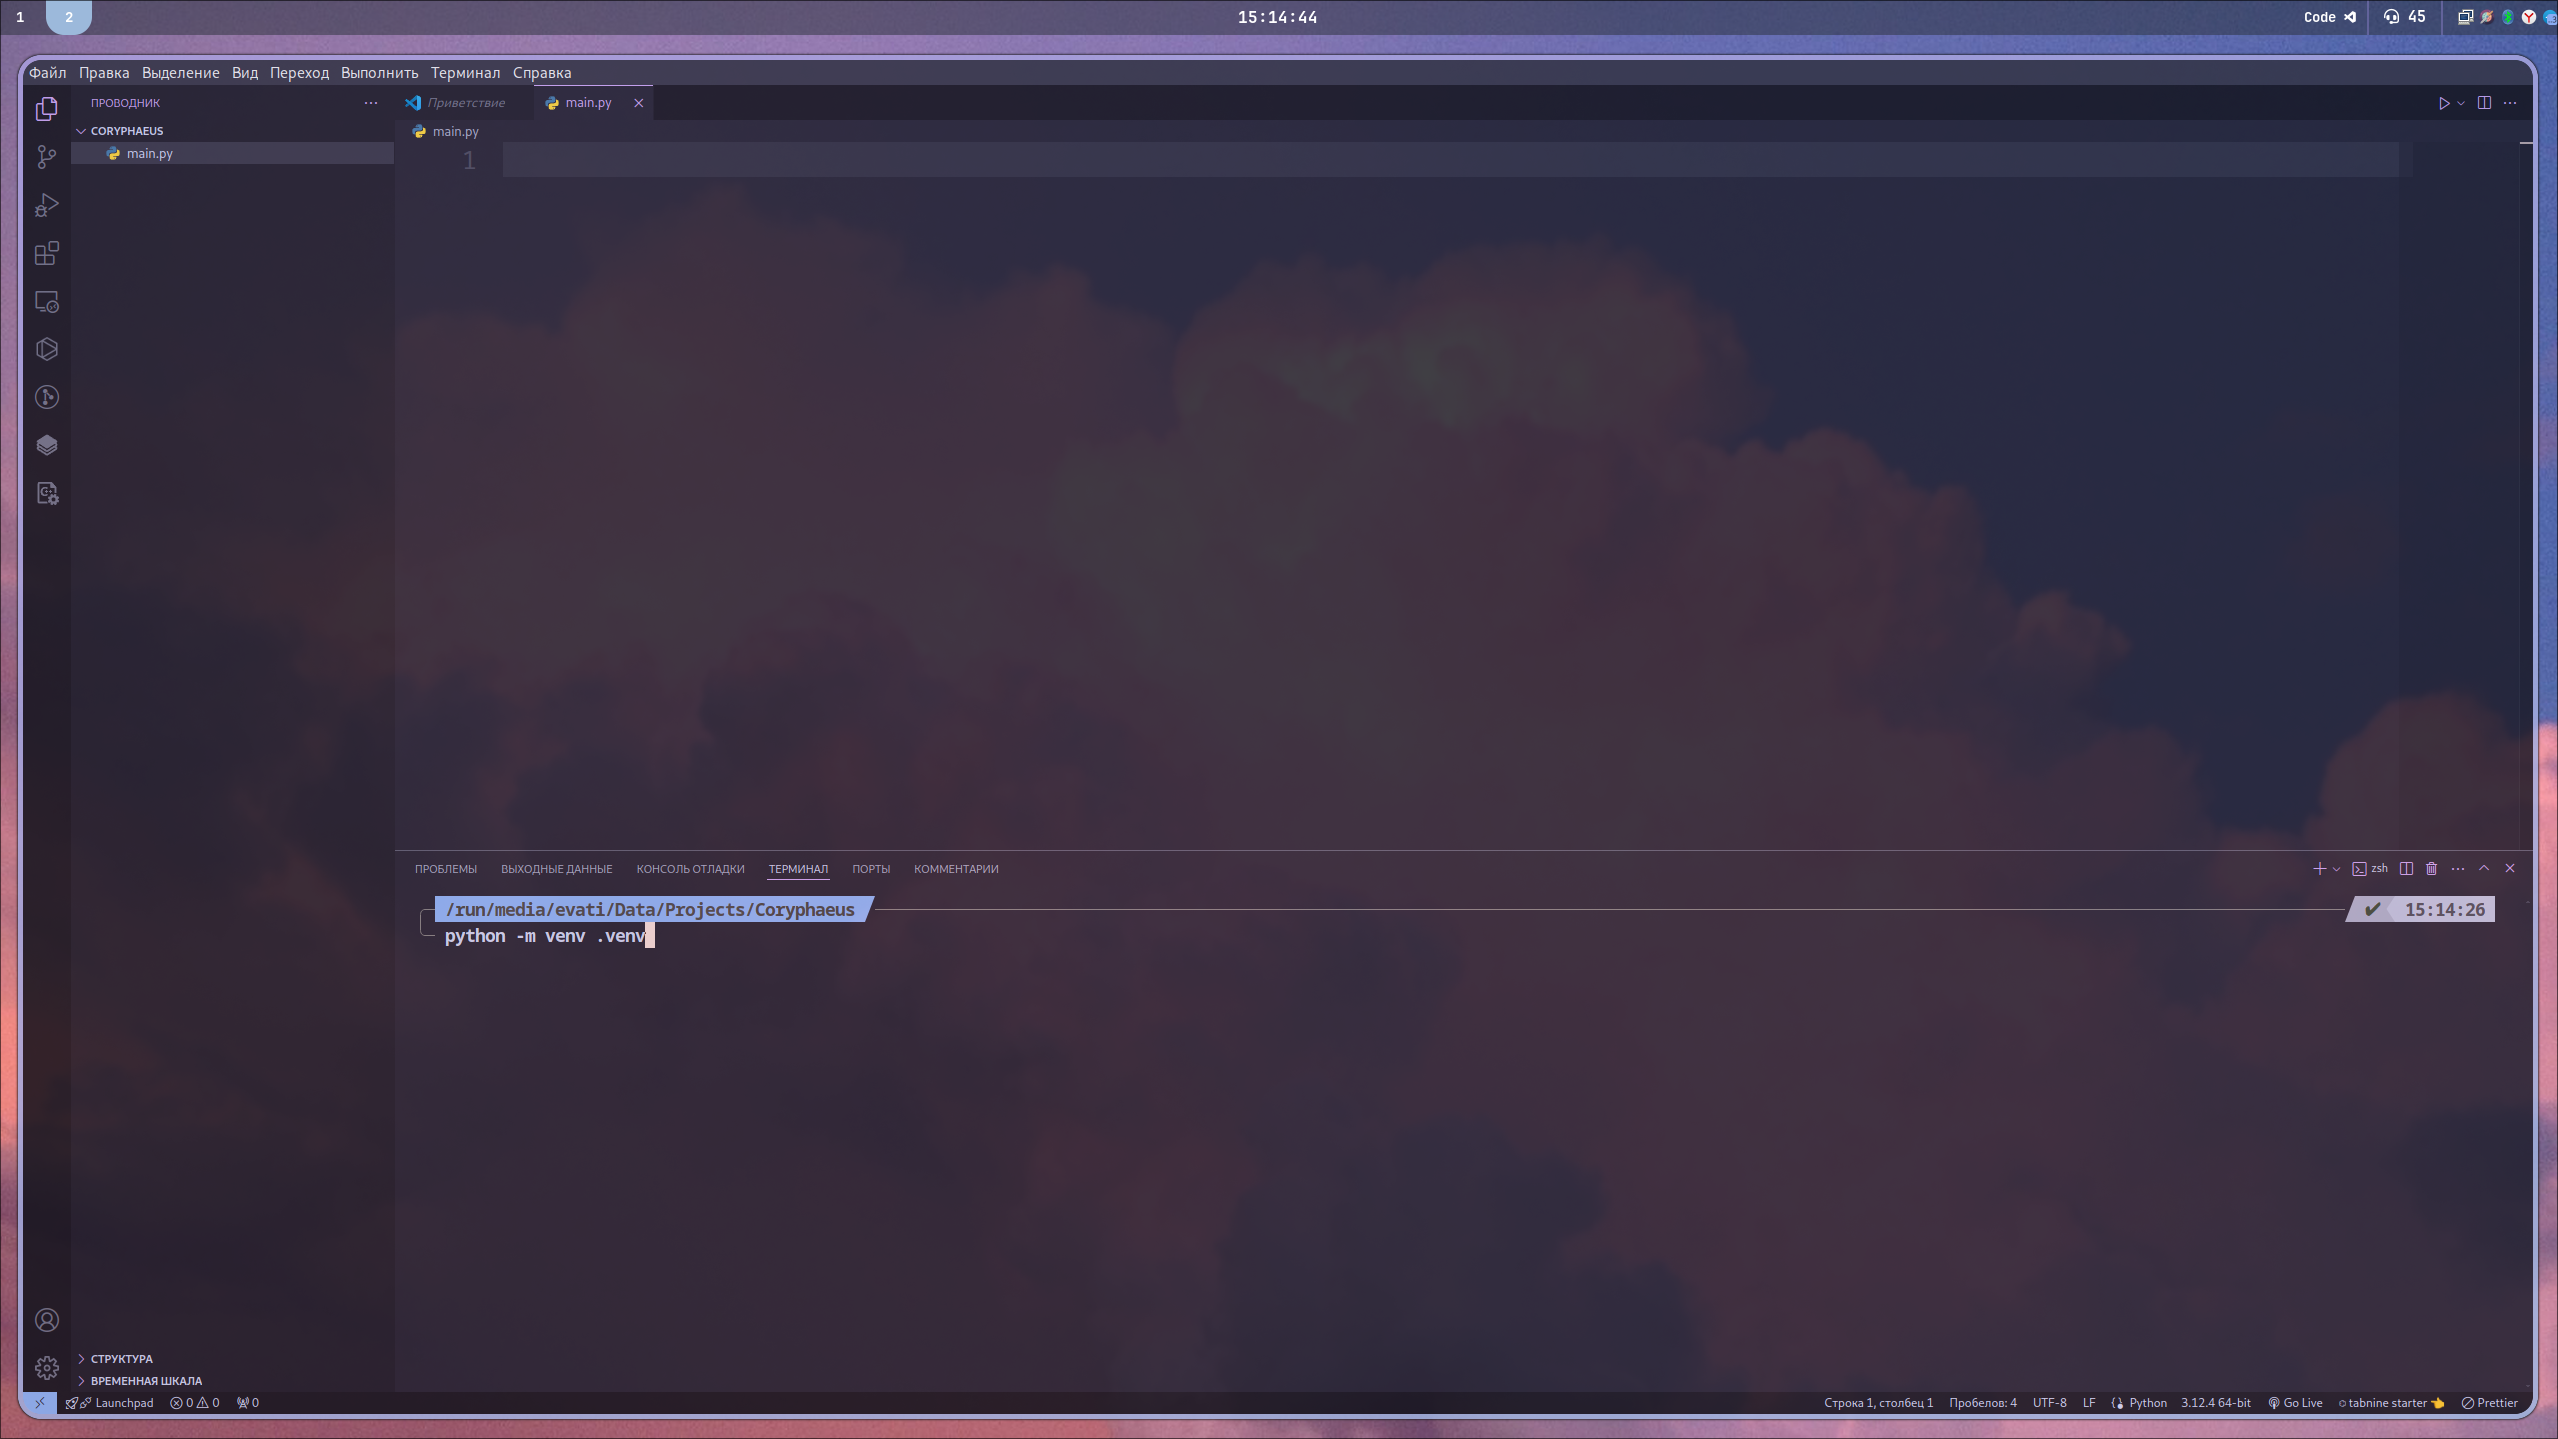 1 2 15:14:44 Code 45
Файл Правка Выделение Вид Переход Выполнить Терминал Справка
ПРОВОДНИК
CORYPHAEUS
main.py
Приветствие main.py
main.py
1
ПРОБЛЕМЫ ВЫХОДНЫЕ ДАННЫЕ КОНСОЛЬ ОТЛАДКИ ТЕРМИНАЛ ПОРТЫ КОММЕНТАРИИ zsh
/run/media/evati/Data/Projects/Coryphaeus ✔ 15:14:26
python -m venv .venv
СТРУКТУРА
ВРЕМЕННАЯ ШКАЛА
Launchpad 0 0 0 Строка 1, столбец 1 Пробелов: 4 UTF-8 LF Python 3.12.4 64-bit Go Live tabnine starter Prettier